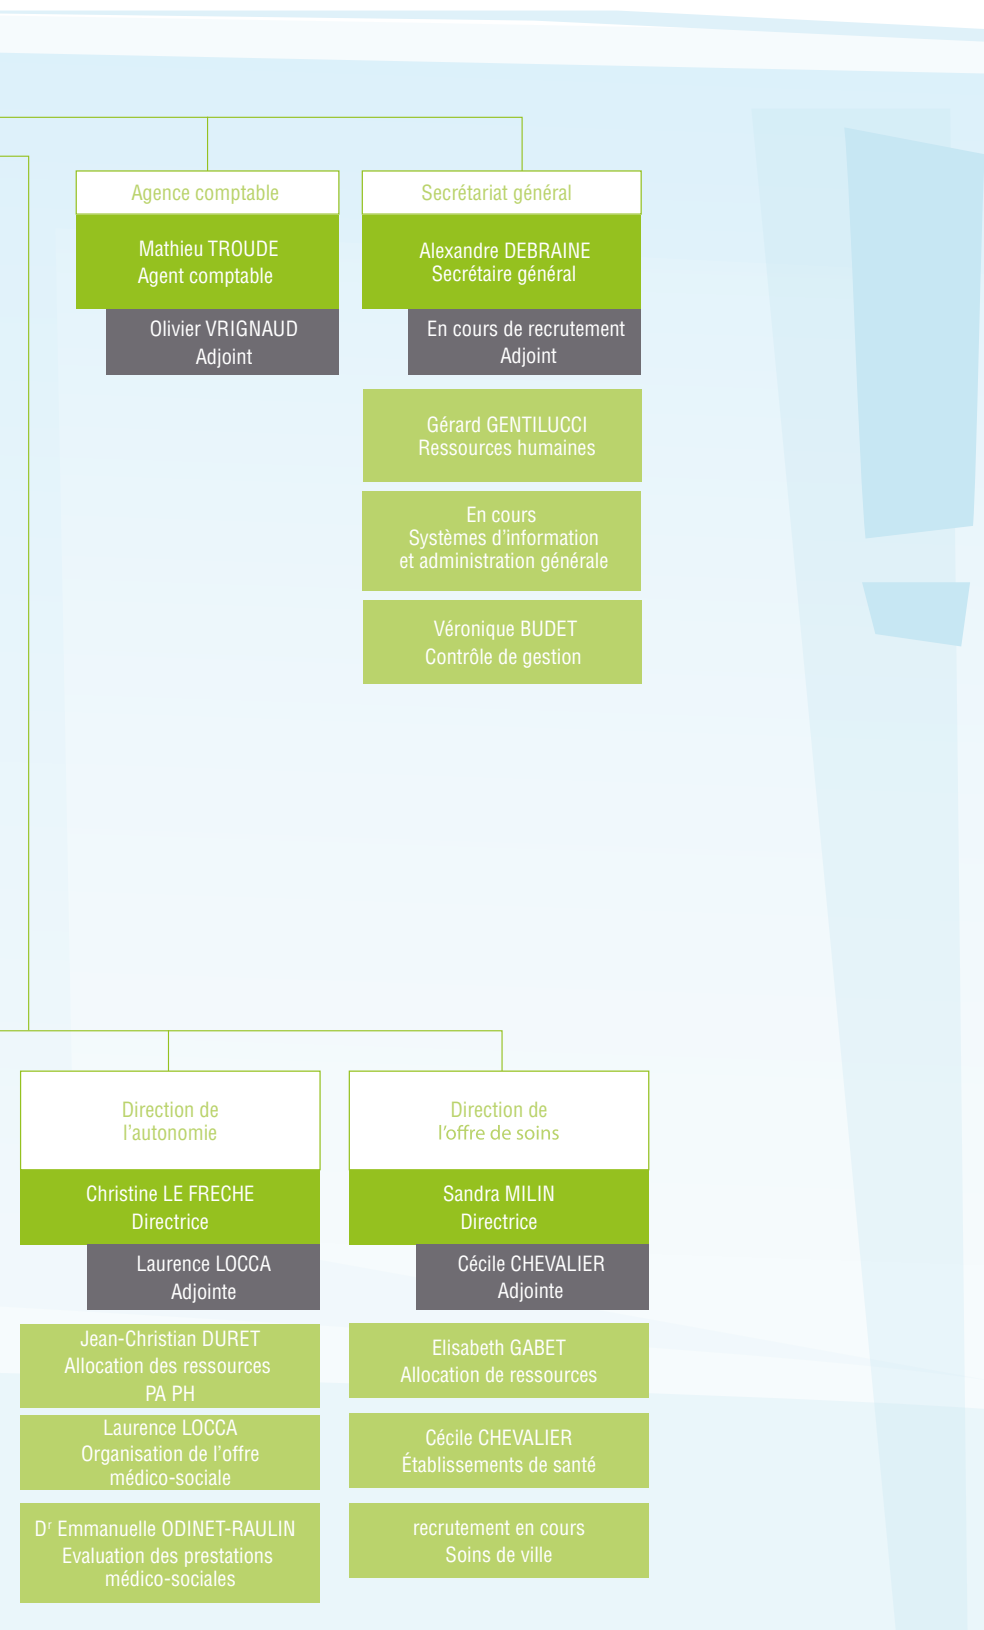 Agence comptable
Mathieu TROUDE
Agent comptable
Olivier VRIGNAUD
Adjoint
Secrétariat général
Alexandre DEBRAINE
Secrétaire général
En cours de recrutement
Adjoint
Gérard GENTILUCCI
Ressources humaines
En cours
Systèmes d'information
et administration générale
Véronique BUDET
Contrôle de gestion
Direction de
l'autonomie
Christine LE FRECHE
Directrice
Laurence LOCCA
Adjointe
Jean-Christian DURET
Allocation des ressources
PA PH
Laurence LOCCA
Organisation de l'offre
médico-sociale
Dr Emmanuelle ODINET-RAULIN
Evaluation des prestations
médico-sociales
Direction de
l'offre de soins
Sandra MILIN
Directrice
Cécile CHEVALIER
Adjointe
Elisabeth GABET
Allocation de ressources
Cécile CHEVALIER
Établissements de santé
recrutement en cours
Soins de ville